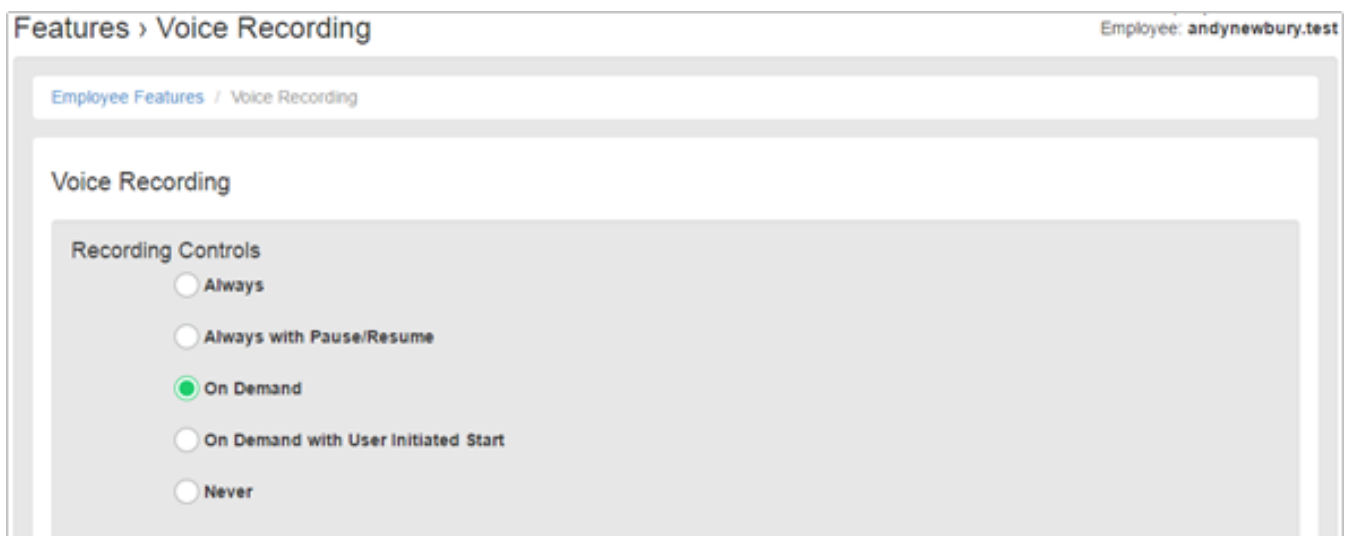 Features › Voice Recording
Employee: andynewbury.test
Employee Features / Voice Recording
Voice Recording
Recording Controls
Always
Always with Pause/Resume
On Demand
On Demand with User Initiated Start
Never